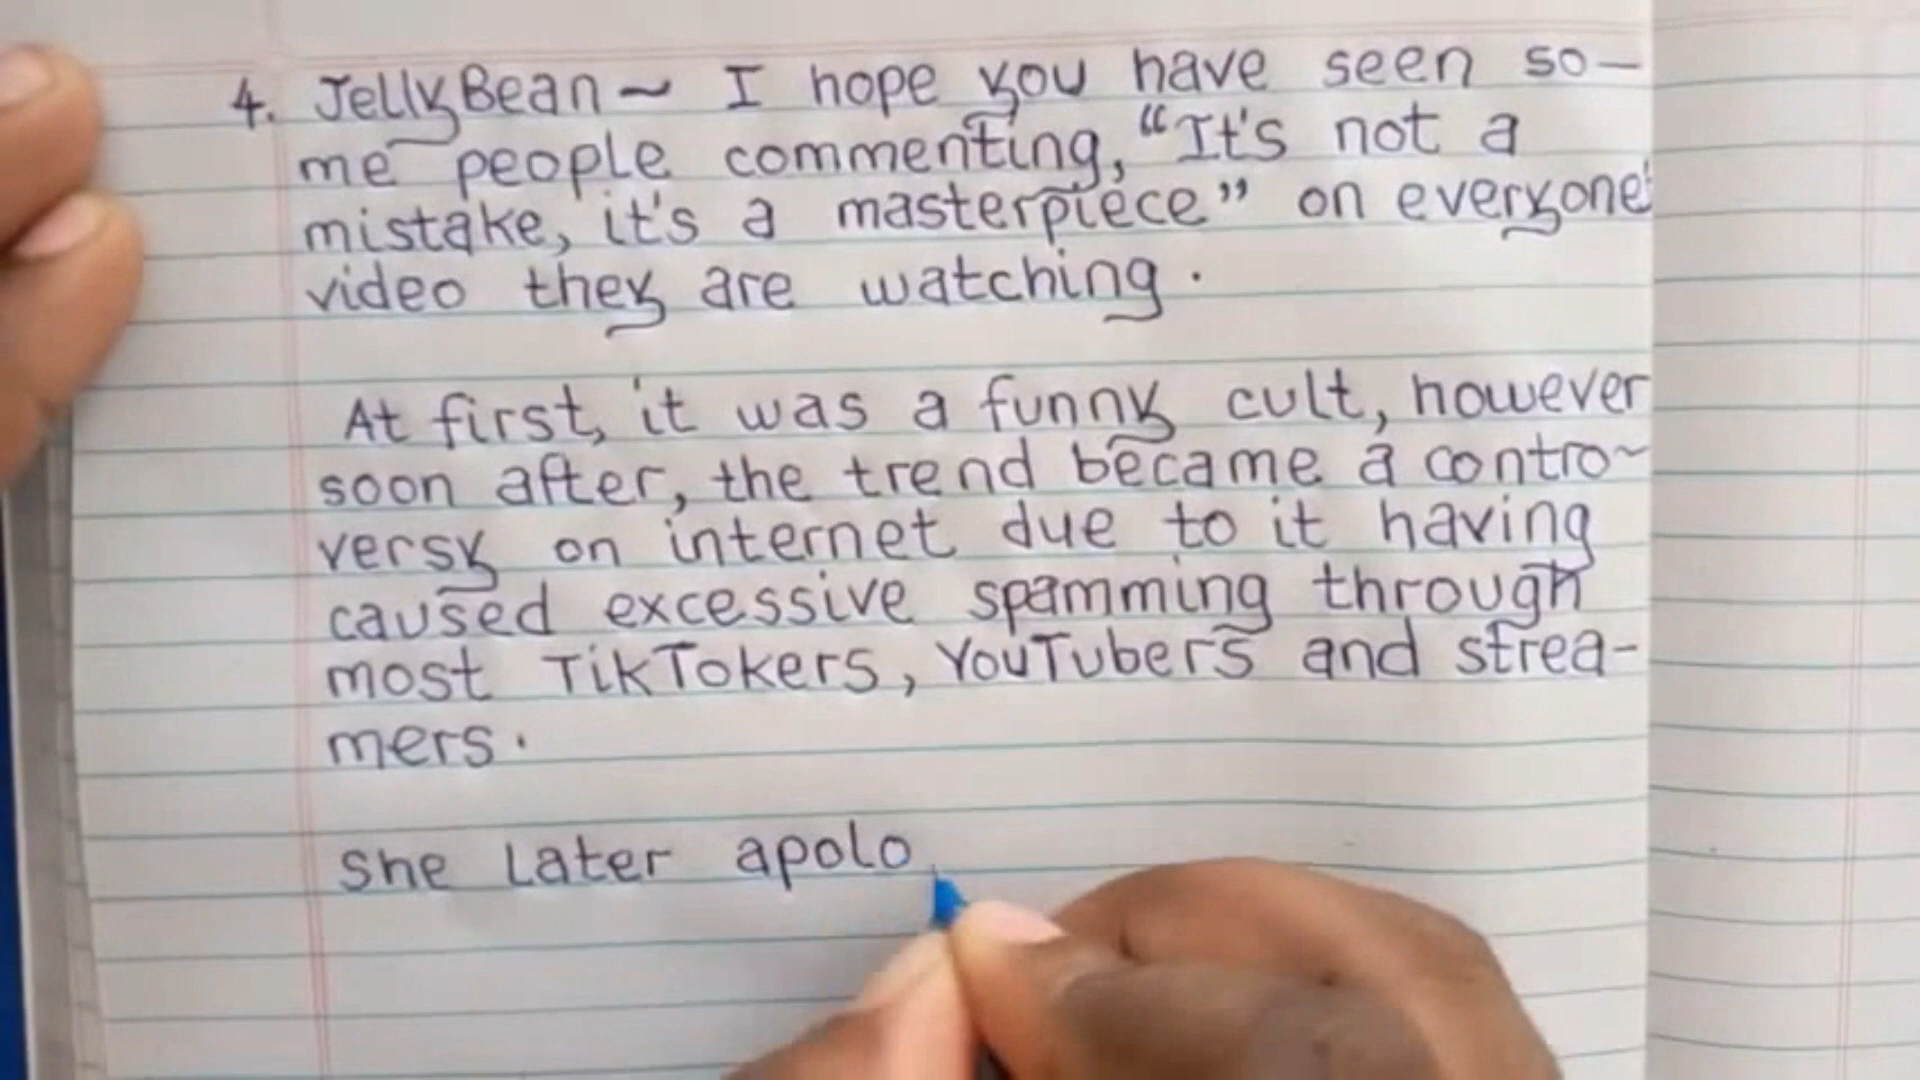 4. JellyBean ~ I hope you have seen so-
me people commenting, "It's not a
mistake, it's a masterpiece" on everyone'
video they are watching.
At first, it was a funny cult, however
soon after, the trend became a contro-
versy on internet due to it having
caused excessive spamming through
most TikTokers, YouTubers and strea-
mers.
She Later apolo